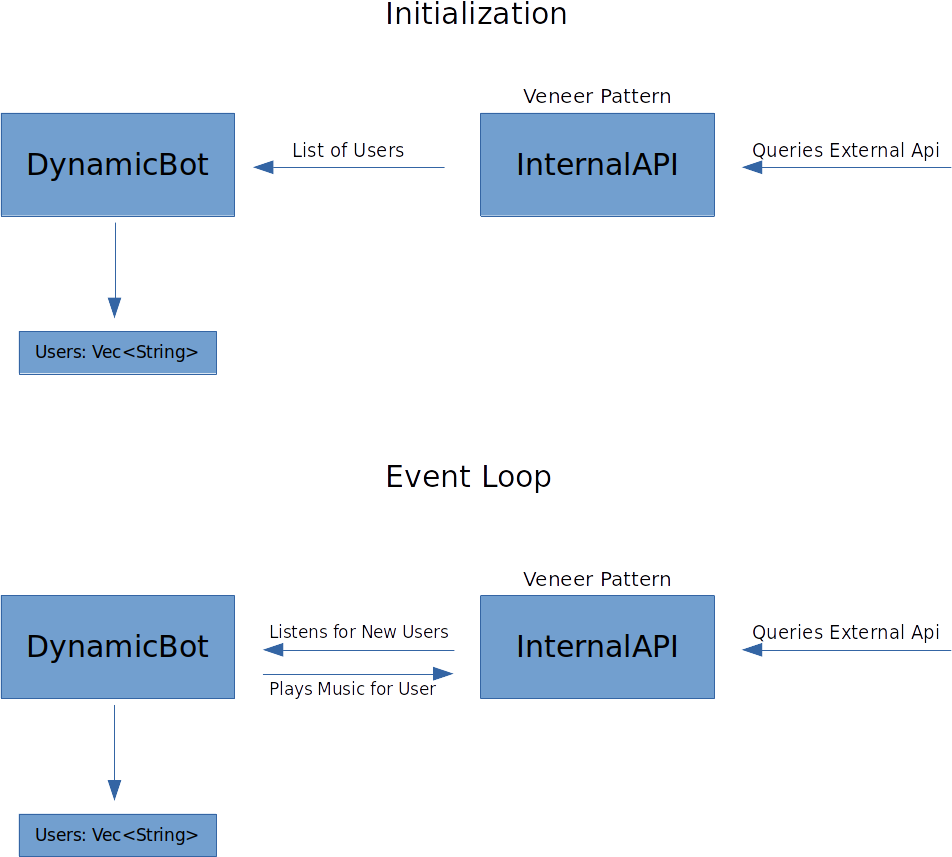 Initialization
Veneer Pattern
DynamicBot
List of Users
InternalAPI
Queries External Api
Users: Vec<String>
Event Loop
Veneer Pattern
DynamicBot
Listens for New Users
Plays Music for User
InternalAPI
Queries External Api
Users: Vec<String>